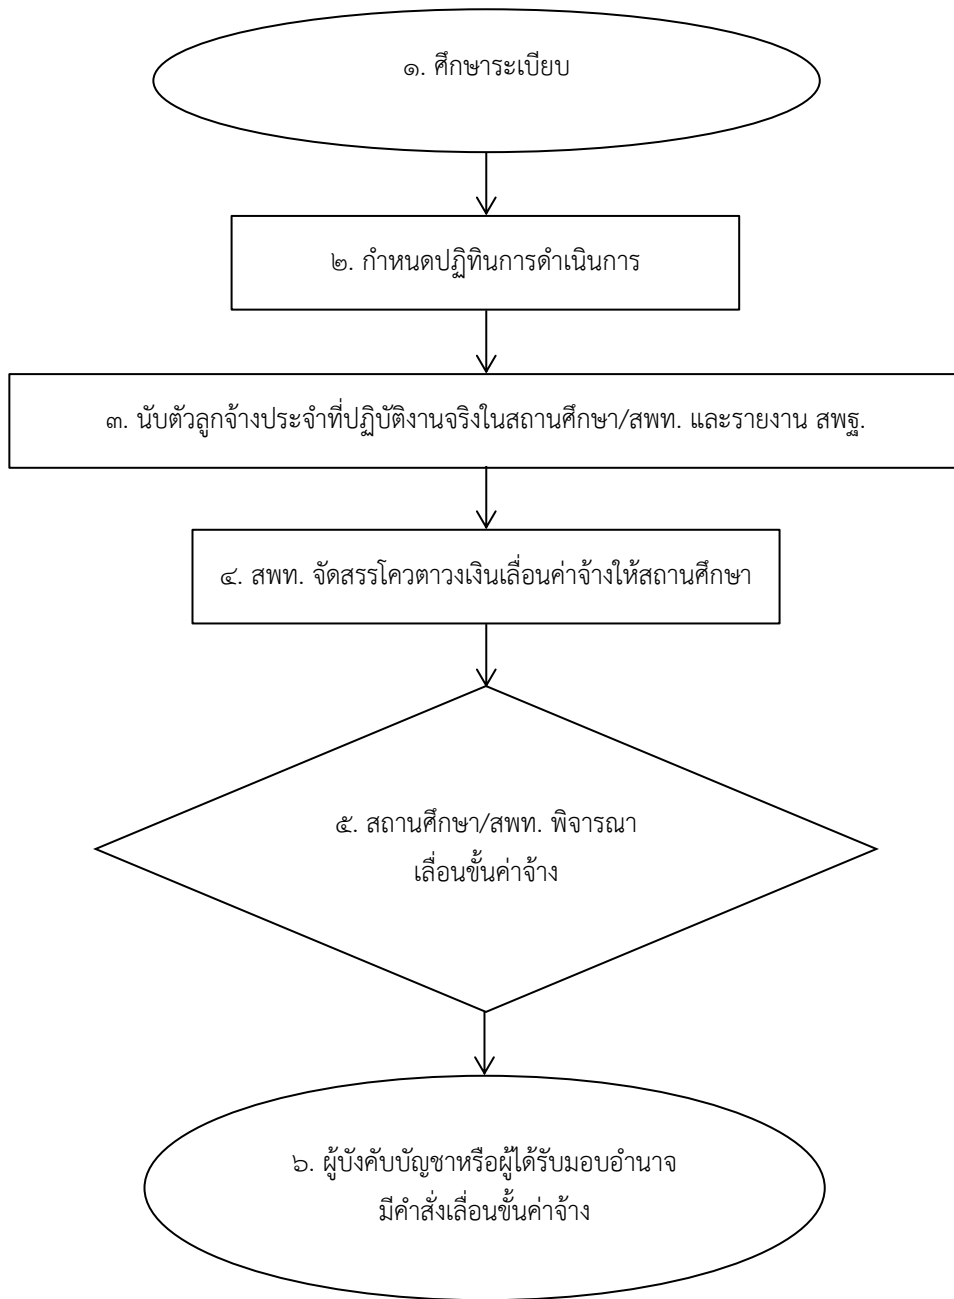 ๑. ศึกษาระเบียบ
๒. กำหนดปฏิทินการดำเนินการ
๓. นับตัวลูกจ้างประจำที่ปฏิบัติงานจริงในสถานศึกษา/สพท. และรายงาน สพฐ.
๔. สพท. จัดสรรโควตาวงเงินเลื่อนค่าจ้างให้สถานศึกษา
๕. สถานศึกษา/สพท. พิจารณา
เลื่อนขั้นค่าจ้าง
๖. ผู้บังคับบัญชาหรือผู้ได้รับมอบอำนาจ
มีคำสั่งเลื่อนขั้นค่าจ้าง